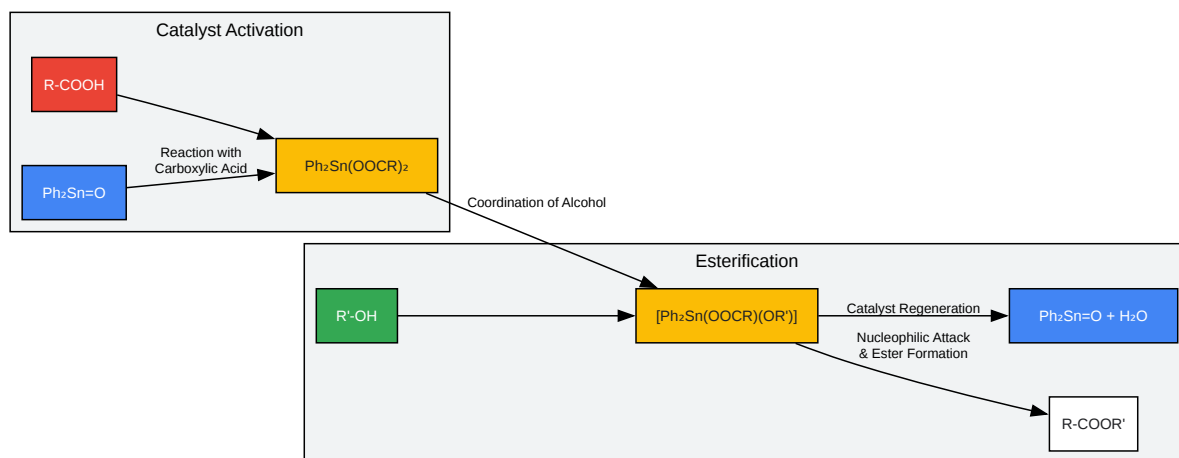 Catalyst Activation
R-COOH
Reaction with
Carboxylic Acid
Ph₂Sn=O
Ph₂Sn(OOCR)₂
Coordination of Alcohol
Esterification
R'-OH
[Ph₂Sn(OOCR)(OR')]
Catalyst Regeneration
Ph₂Sn=O + H₂O
Nucleophilic Attack
& Ester Formation
R-COOR'